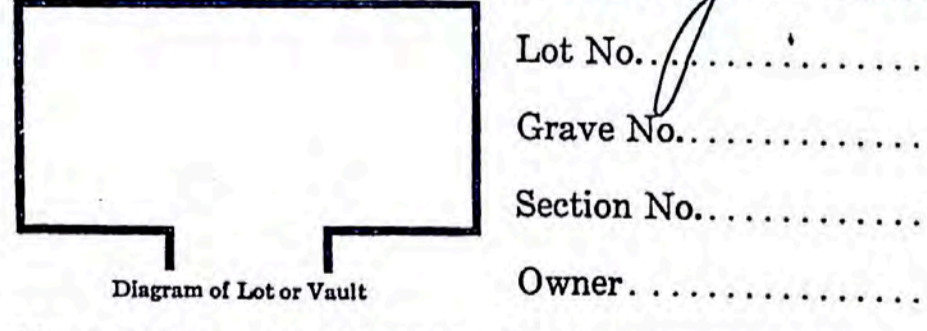 Lot No.
Grave No.
Section No.
Owner
Diagram of Lot or Vault